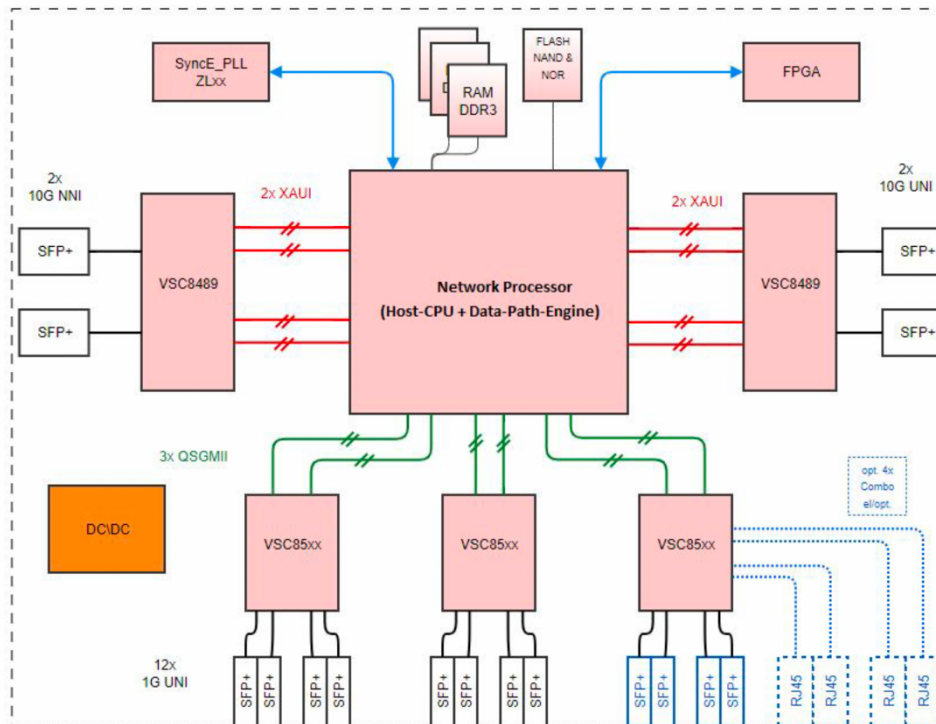 SyncE_PLL
ZLxx
D
RAM
DDR3
FLASH
NAND &
NOR
FPGA
2x
10G NNI
2x XAUI
2x XAUI
2x
10G UNI
SFP+
SFP+
VSC8489
Network Processor
(Host-CPU + Data-Path-Engine)
VSC8489
SFP+
SFP+
3x QSGMII
opt. 4x
Combo
el/opt.
DC\DC
VSC85xx
VSC85xx
VSC85xx
12x
1G UNI
SFP+
SFP+
SFP+
SFP+
SFP+
SFP+
SFP+
SFP+
SFP+
SFP+
SFP+
SFP+
RJ45
RJ45
RJ45
RJ45